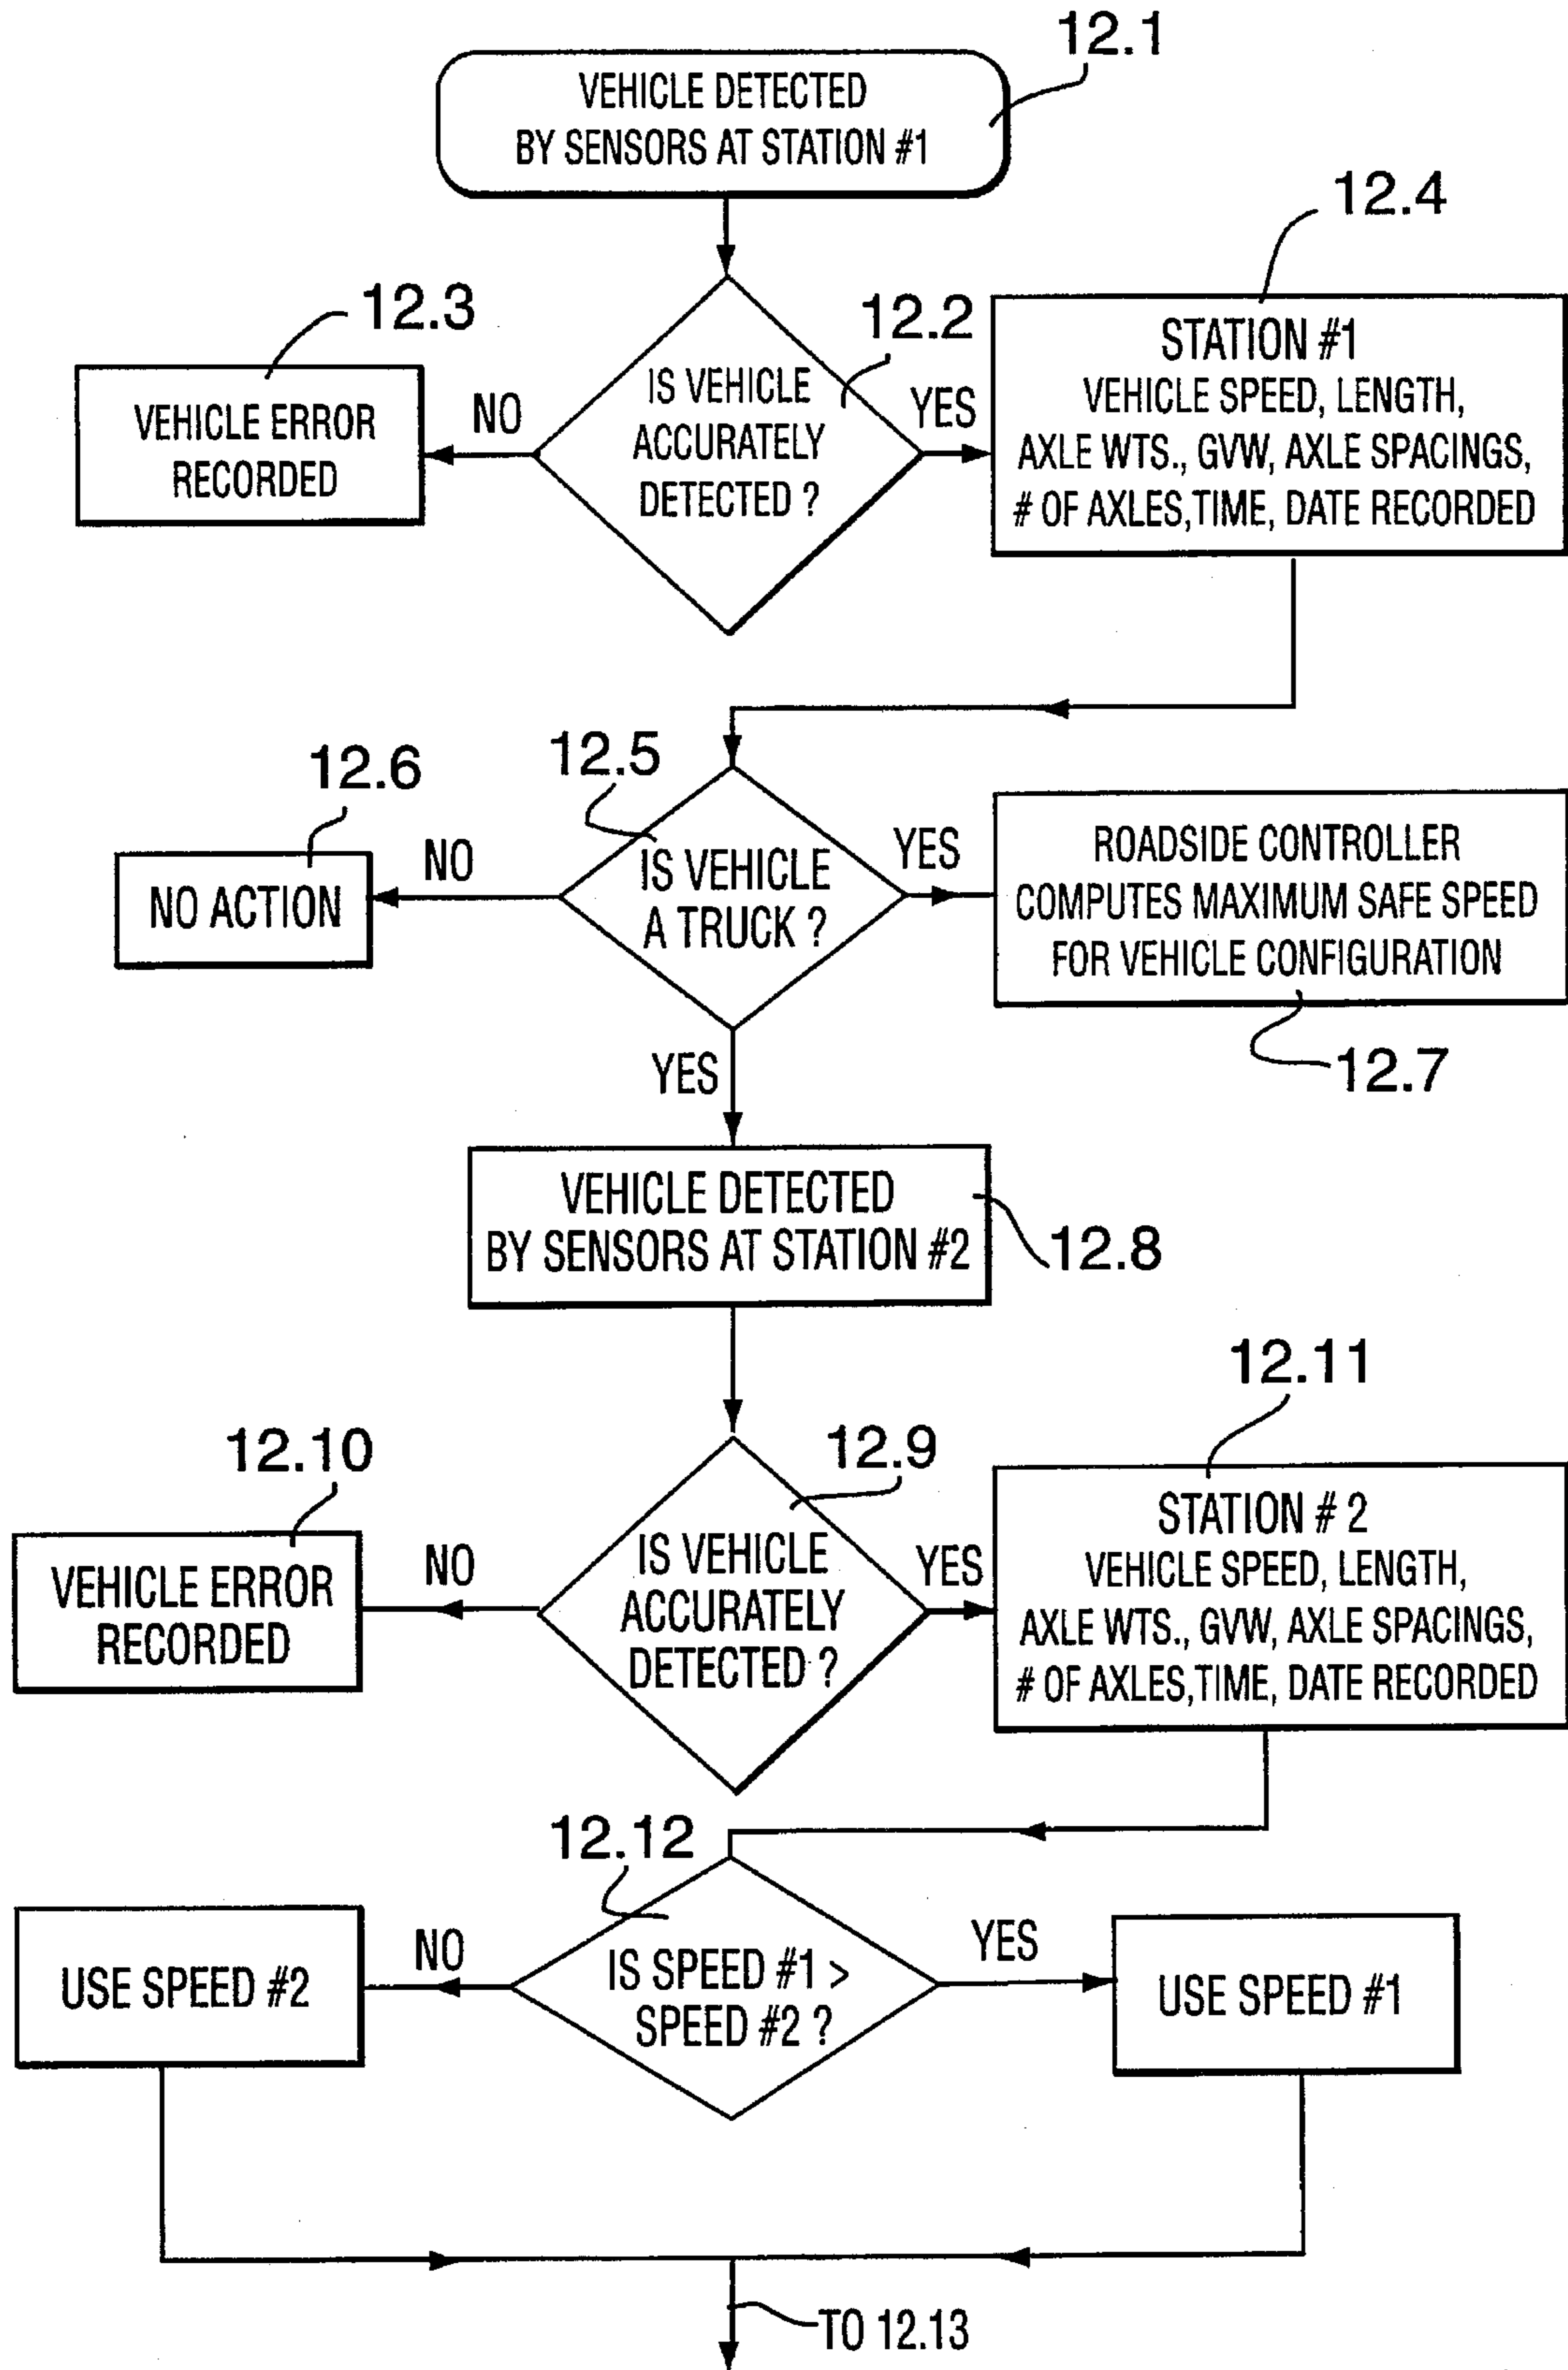 12.1
VEHICLE DETECTED
BY SENSORS AT STATION #1
12.4
12.3
12.2
IS VEHICLE
ACCURATELY
DETECTED ?
NO
YES
VEHICLE ERROR
RECORDED
STATION #1
VEHICLE SPEED, LENGTH,
AXLE WTS., GVW, AXLE SPACINGS,
# OF AXLES,TIME, DATE RECORDED
12.6
12.5
NO
YES
NO ACTION
IS VEHICLE
A TRUCK ?
ROADSIDE CONTROLLER
COMPUTES MAXIMUM SAFE SPEED
FOR VEHICLE CONFIGURATION
12.7
YES
VEHICLE DETECTED
BY SENSORS AT STATION #2
12.8
12.11
12.10
12.9
NO
YES
VEHICLE ERROR
RECORDED
IS VEHICLE
ACCURATELY
DETECTED ?
STATION # 2
VEHICLE SPEED, LENGTH,
AXLE WTS., GVW, AXLE SPACINGS,
# OF AXLES,TIME, DATE RECORDED
12.12
NO
YES
USE SPEED #2
IS SPEED #1 >
SPEED #2 ?
USE SPEED #1
TO 12.13